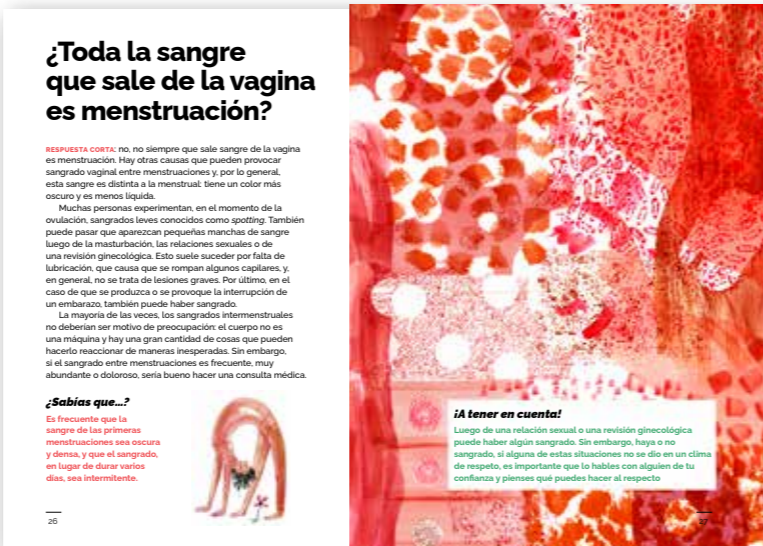 ¿Toda la sangre
que sale de la vagina
es menstruación?
RESPUESTA CORTA: no, no siempre que sale sangre de la vagina
es menstruación. Hay otras causas que pueden provocar
sangrado vaginal entre menstruaciones y, por lo general,
esta sangre es distinta a la menstrual: tiene un color más
oscuro y es menos líquida.
Muchas personas experimentan, en el momento de la
ovulación, sangrados leves conocidos como spotting. También
puede pasar que aparezcan pequeñas manchas de sangre
luego de la masturbación, las relaciones sexuales o de
una revisión ginecológica. Esto suele suceder por falta de
lubricación, que causa que se rompan algunos capilares, y,
en general, no se trata de lesiones graves. Por último, en el
caso de que se produzca o se provoque la interrupción de
un embarazo, también puede haber sangrado.
La mayoría de las veces, los sangrados intermenstruales
no deberían ser motivo de preocupación: el cuerpo no es
una máquina y hay una gran cantidad de cosas que pueden
hacerlo reaccionar de maneras inesperadas. Sin embargo,
si el sangrado entre menstruaciones es frecuente, muy
abundante o doloroso, sería bueno hacer una consulta médica.
¿Sabías que...?
Es frecuente que la
sangre de las primeras
menstruaciones sea oscura
y densa, y que el sangrado,
en lugar de durar varios
días, sea intermitente.
26
¡A tener en cuenta!
Luego de una relación sexual o una revisión ginecológica
puede haber algún sangrado. Sin embargo, haya o no
sangrado, si alguna de estas situaciones no se dio en un clima
de respeto, es importante que lo hables con alguien de tu
confianza y pienses qué puedes hacer al respecto
27